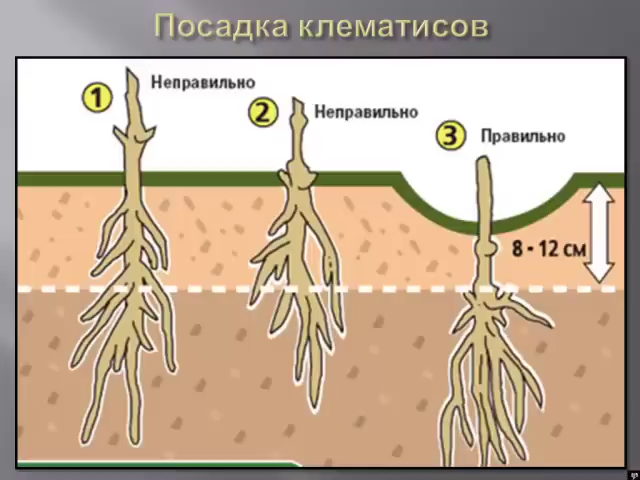 Посадка клематисов
1 Неправильно
2 Неправильно
3 Правильно
8 - 12 см